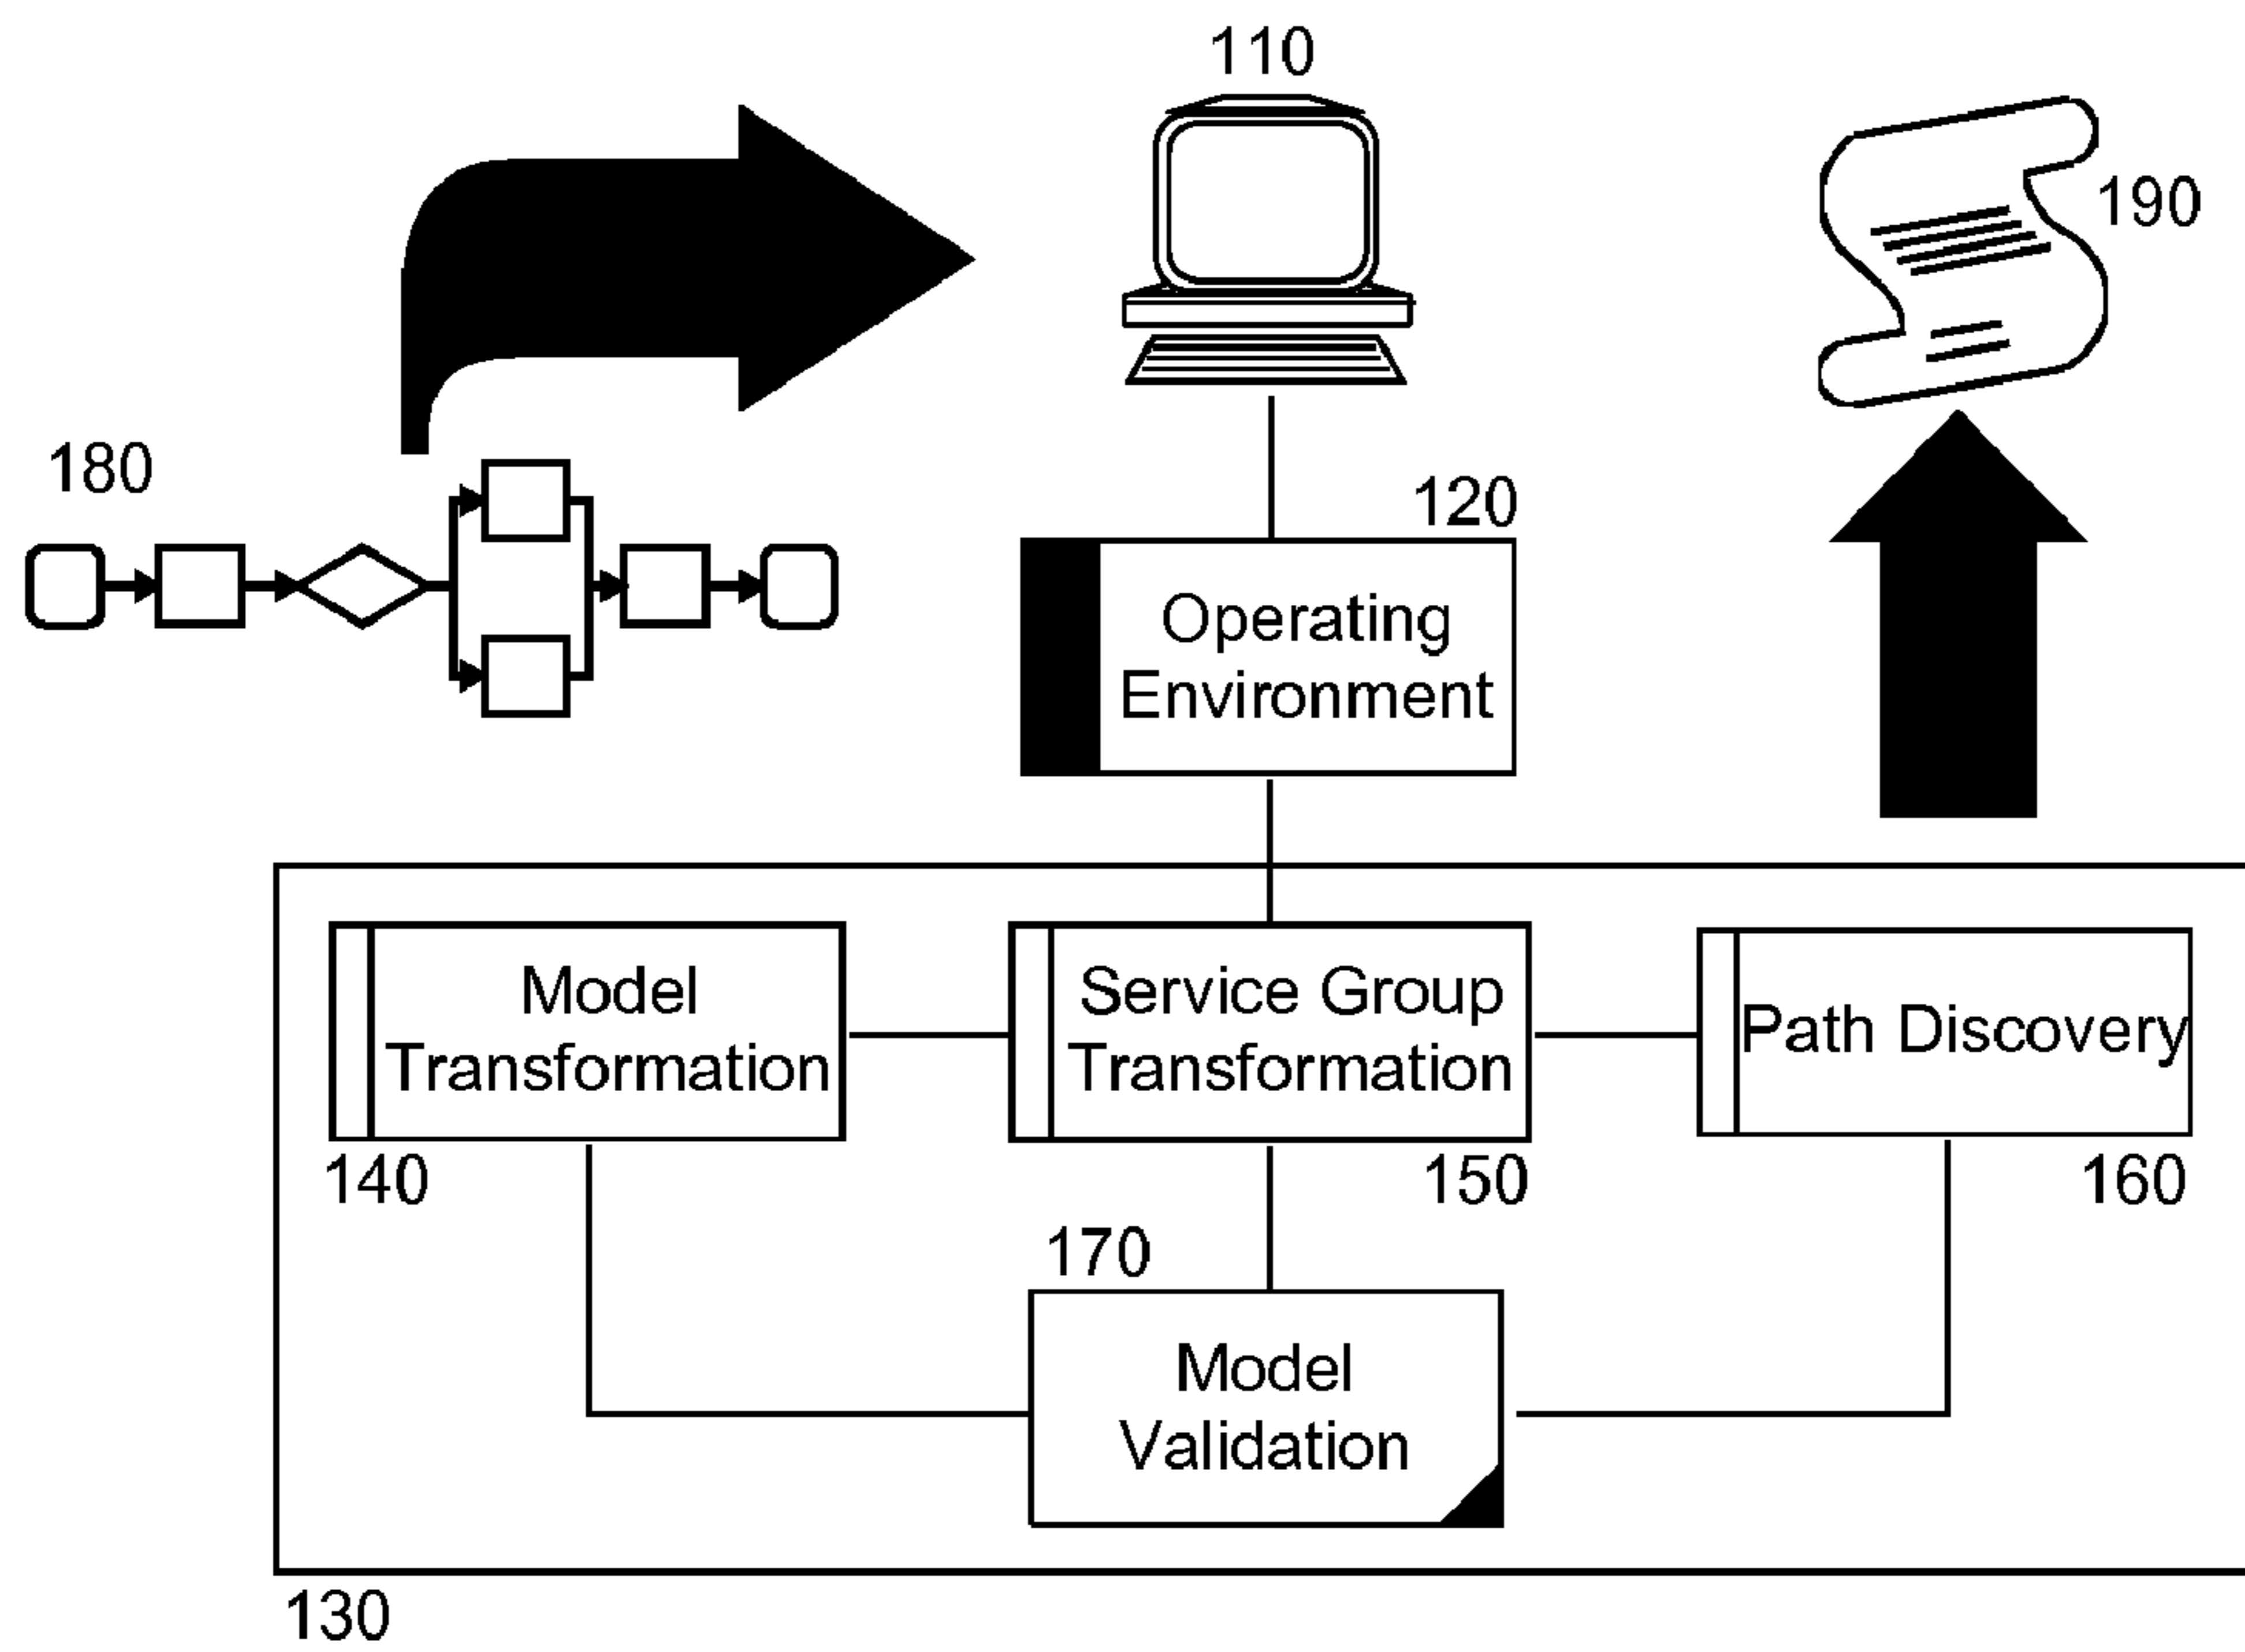 110
190
180
120
Operating
Environment
Model
Transformation
Service Group
Transformation
Path Discovery
140
150
160
170
Model
Validation
130